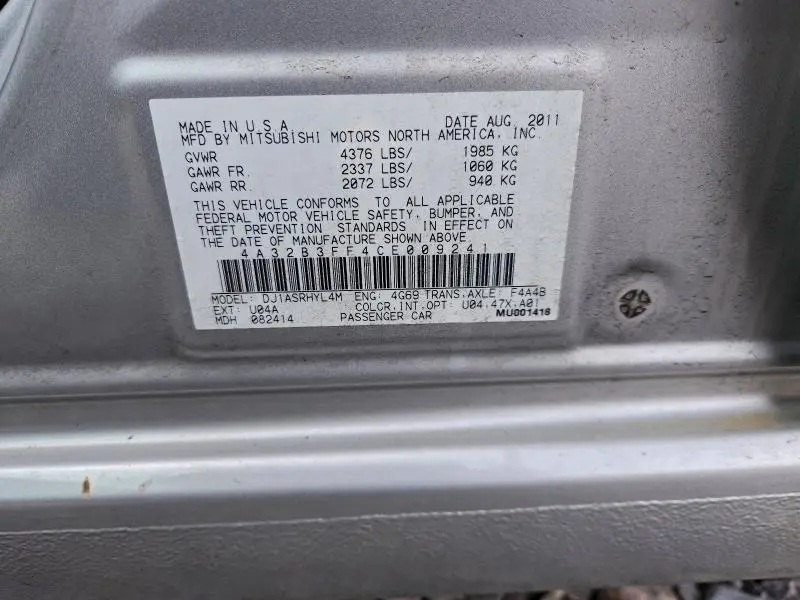 MADE IN U.S.A. DATE AUG. 2011
MFD BY MITSUBISHI MOTORS NORTH AMERICA, INC.
GVWR 4376 LBS/ 1985 KG
GAWR FR. 2337 LBS/ 1060 KG
GAWR RR. 2072 LBS/ 940 KG
THIS VEHICLE CONFORMS TO ALL APPLICABLE
FEDERAL MOTOR VEHICLE SAFETY, BUMPER, AND
THEFT PREVENTION STANDARDS IN EFFECT ON
THE DATE OF MANUFACTURE SHOWN ABOVE.
4A32B3FF4CE009241
MODEL: DJ1ASRHYL4M ENG: 4G69 TRANS.AXLE: F4A4B
EXT: U04A COLOR.INT.OPT: U04.47X.A01
MDH 082414 PASSENGER CAR MU001416